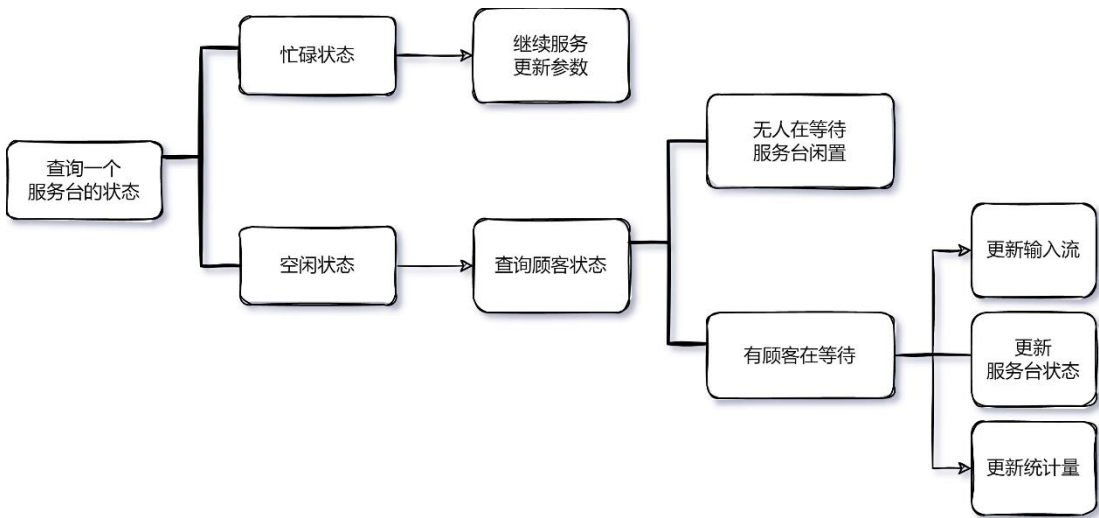 查询一个
服务台的状态
忙碌状态
继续服务
更新参数
空闲状态
查询顾客状态
无人在等待
服务台闲置
有顾客在等待
更新输入流
更新
服务台状态
更新统计量